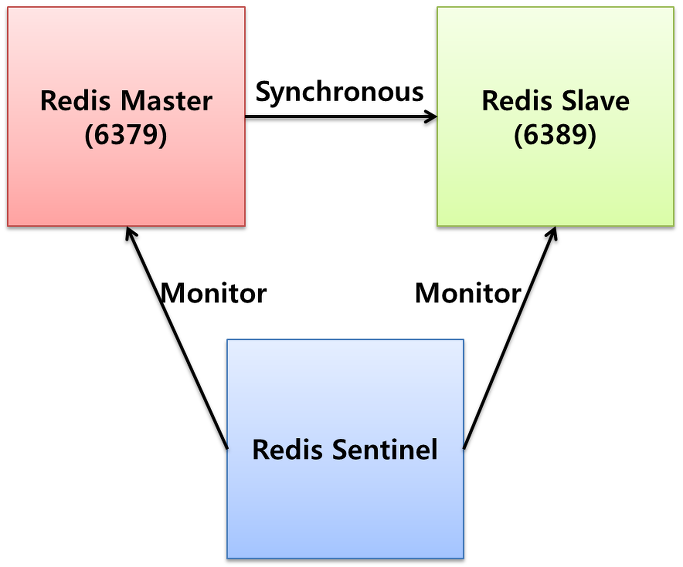 Redis Master
(6379)
Synchronous
Redis Slave
(6389)
Monitor
Monitor
Redis Sentinel